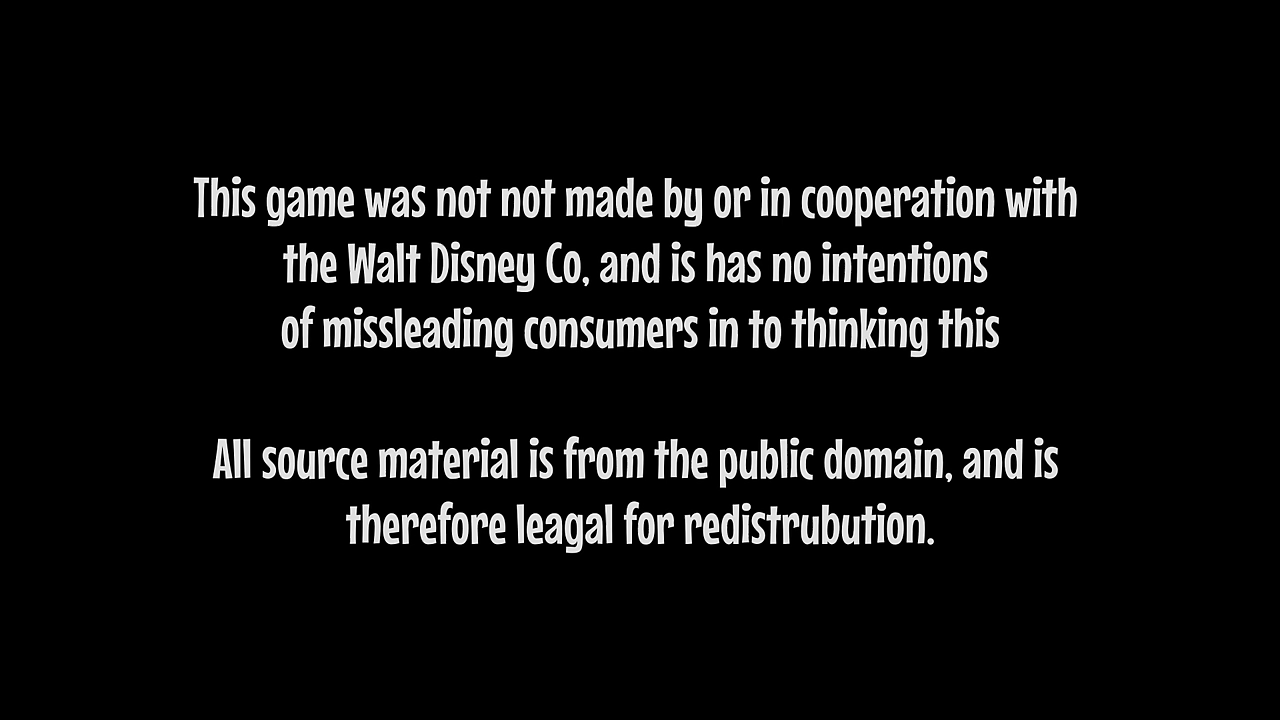 This game was not not made by or in cooperation with
the Walt Disney Co, and is has no intentions
of missleading consumers in to thinking this
All source material is from the public domain, and is
therefore leagal for redistrubution.